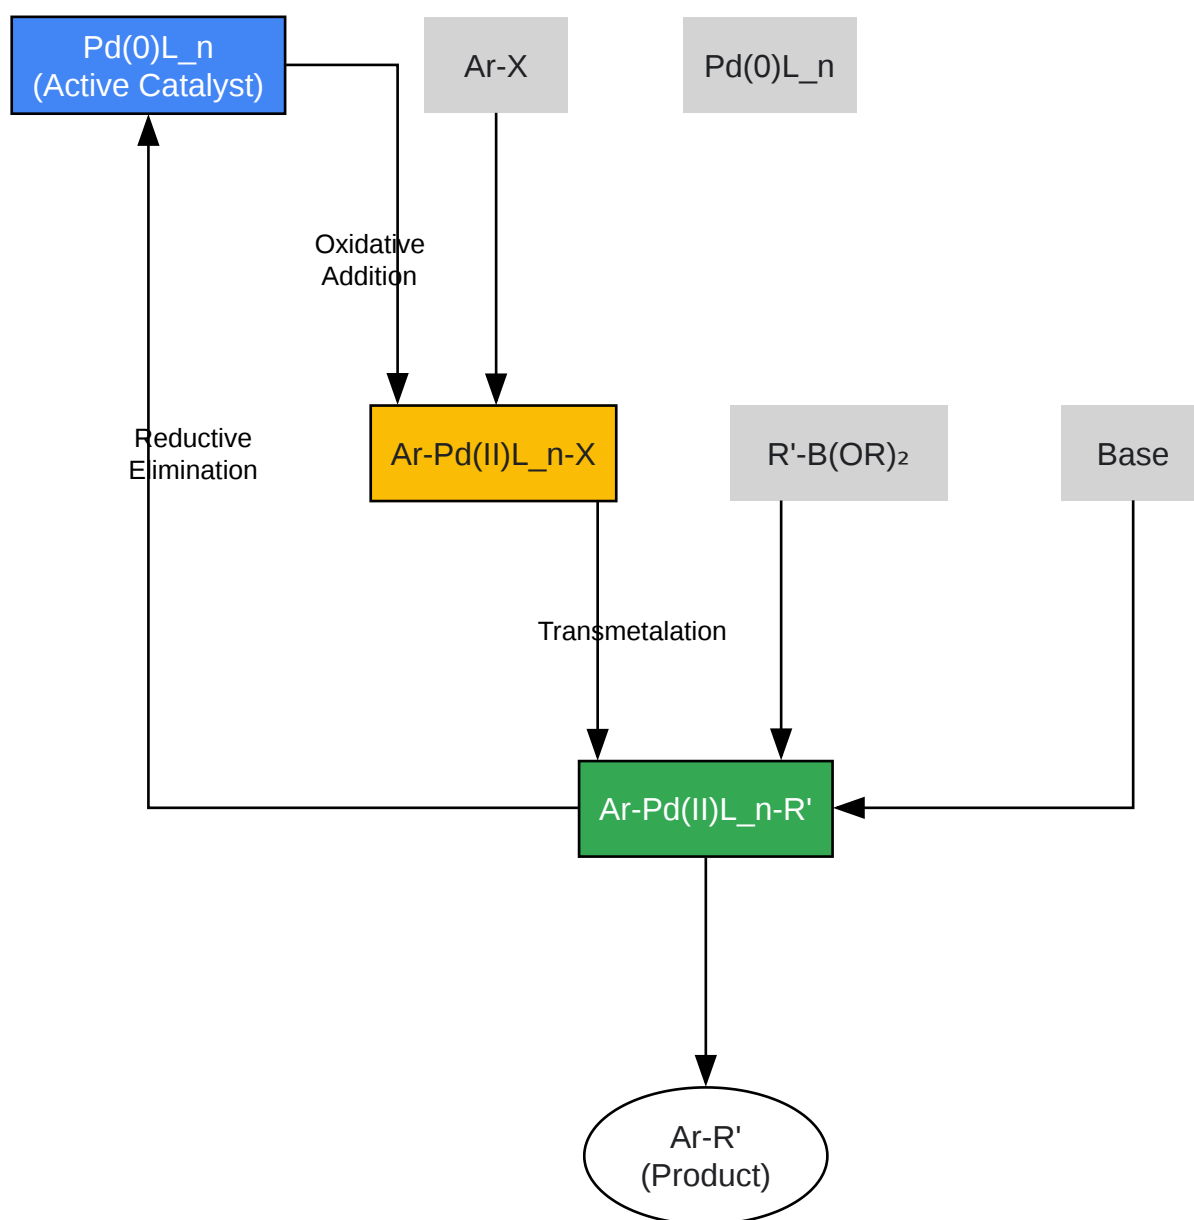 Pd(0)L_n
(Active Catalyst)
Ar-X
Pd(0)L_n
Oxidative
Addition
Reductive
Elimination
Ar-Pd(II)L_n-X
R'-B(OR)₂
Base
Transmetalation
Ar-Pd(II)L_n-R'
Ar-R'
(Product)